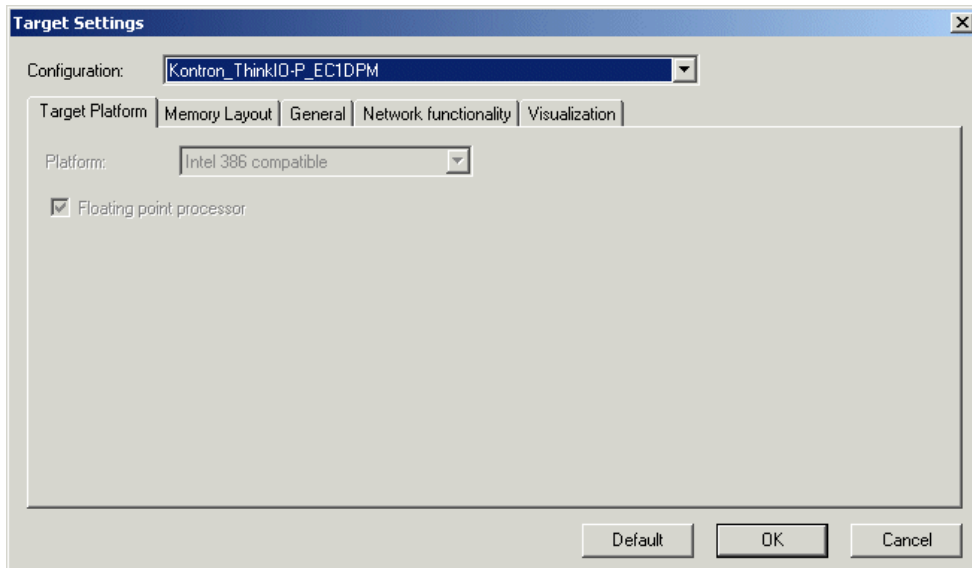 Target Settings
Configuration: Kontron_ThinkIO-P_EC1DPM
Target Platform Memory Layout General Network functionality Visualization
Platform: Intel 386 compatible
Floating point processor
Default OK Cancel